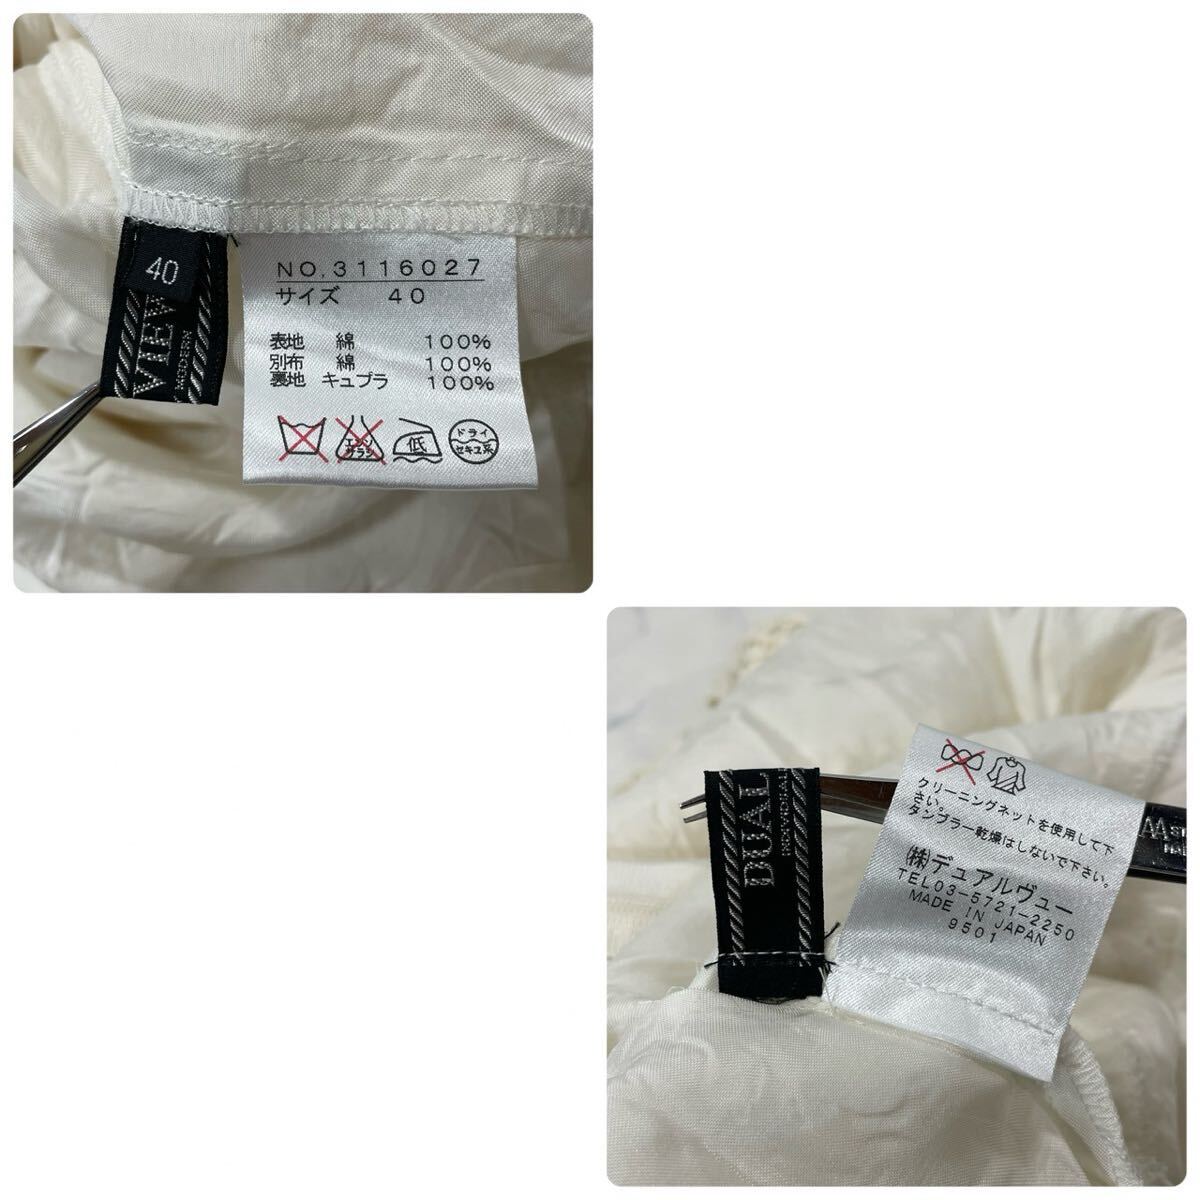 40
VIEW
MODERN
NO.3116027
サイズ 40
表地 綿 100%
別布 綿 100%
裏地 キュプラ 100%
エンソ
サラシ
低
ドライ
セキユ系
DUAL
INDIVIDUAL
クリーニングネットを使用して下
さい。
タンブラー乾燥はしないで下さい。
㈱デュアルヴュー
TEL03-5721-2250
MADE IN JAPAN
9501